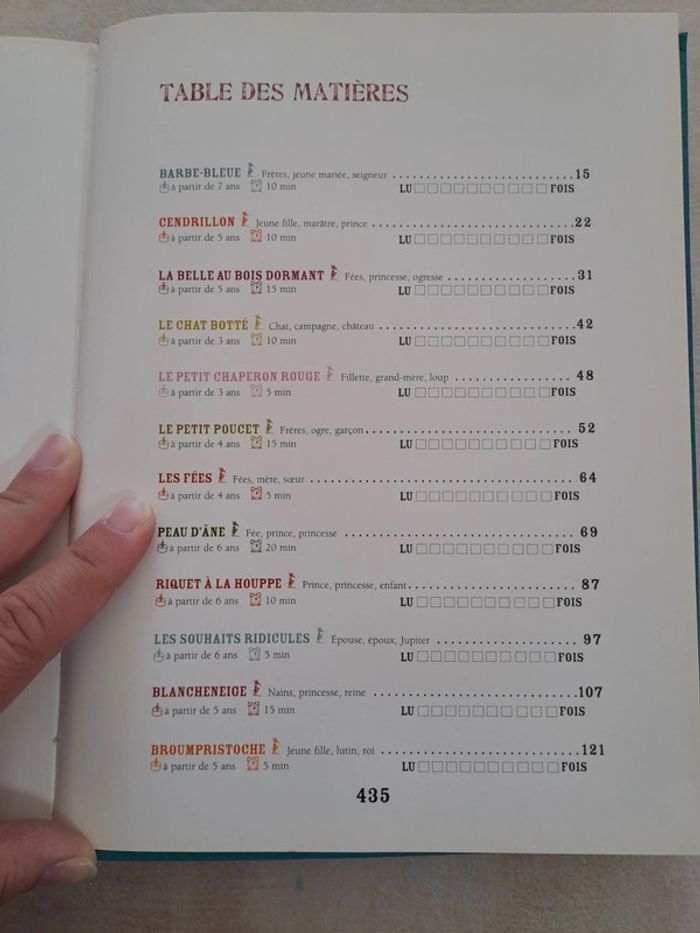 TABLE DES MATIÈRES
BARBE-BLEUE Frères, jeune mariée, seigneur ........................... 15
à partir de 7 ans 10 min LU □□□□□□□□□□ FOIS
CENDRILLON Jeune fille, marâtre, prince ........................... 22
à partir de 5 ans 10 min LU □□□□□□□□□□ FOIS
LA BELLE AU BOIS DORMANT Fées, princesse, ogresse ................... 31
à partir de 5 ans 15 min LU □□□□□□□□□□ FOIS
LE CHAT BOTTÉ Chat, campagne, château ........................... 42
à partir de 3 ans 10 min LU □□□□□□□□□□ FOIS
LE PETIT CHAPERON ROUGE Fillette, grand-mère, loup ................. 48
à partir de 3 ans 5 min LU □□□□□□□□□□ FOIS
LE PETIT POUCET Frères, ogre, garçon ............................ 52
à partir de 4 ans 15 min LU □□□□□□□□□□ FOIS
LES FÉES Fées, mère, sœur ........................................ 64
à partir de 4 ans 5 min LU □□□□□□□□□□ FOIS
PEAU D'ÂNE Fée, prince, princesse ................................ 69
à partir de 6 ans 20 min LU □□□□□□□□□□ FOIS
RIQUET À LA HOUPPE Prince, princesse, enfant ...................... 87
à partir de 6 ans 10 min LU □□□□□□□□□□ FOIS
LES SOUHAITS RIDICULES Épouse, époux, Jupiter ..................... 97
à partir de 6 ans 5 min LU □□□□□□□□□□ FOIS
BLANCHENEIGE Nains, princesse, reine ............................. 107
à partir de 5 ans 15 min LU □□□□□□□□□□ FOIS
BROUMPRISTOCHE Jeune fille, lutin, roi ........................... 121
à partir de 5 ans 5 min LU □□□□□□□□□□ FOIS
435